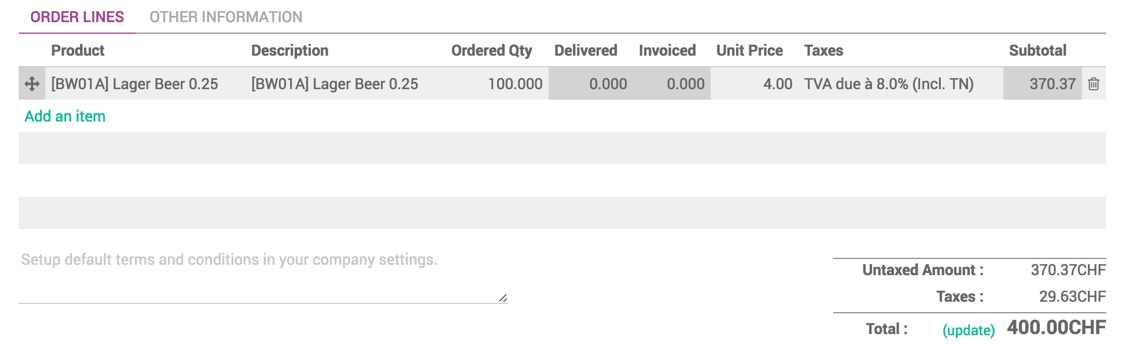 ORDER LINES OTHER INFORMATION
Product Description Ordered Qty Delivered Invoiced Unit Price Taxes Subtotal
[BW01A] Lager Beer 0.25 [BW01A] Lager Beer 0.25 100.000 0.000 0.000 4.00 TVA due à 8.0% (Incl. TN) 370.37
Add an item
Setup default terms and conditions in your company settings.
Untaxed Amount : 370.37CHF
Taxes : 29.63CHF
Total : (update) 400.00CHF